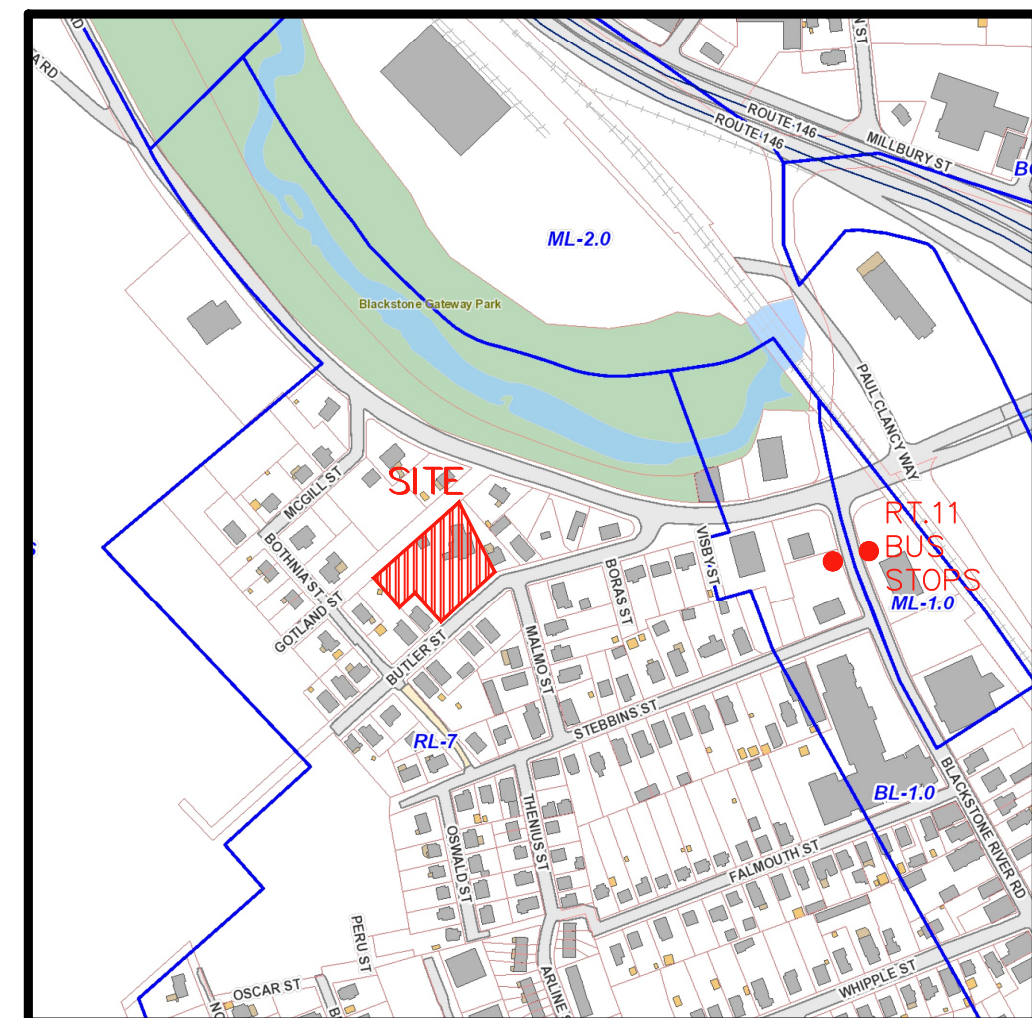 N ST
A RD
ROUTE 146
ROUTE 146
MILLBURY ST
ML-2.0
Blackstone Gateway Park
PAUL CLANCY WAY
SITE
MCGILL ST
BOTHNIA ST
GOTLAND ST
BUTLER ST
MALMO ST
BORAS ST
VISBY ST
RT.11
BUS
STOPS
ML-1.0
RL-7
STEBBINS ST
BL-1.0
BLACKSTONE RIVER RD
OSWALD ST
THENIUS ST
FALMOUTH ST
PERU ST
OSCAR ST
ARLINE
WHIPPLE ST